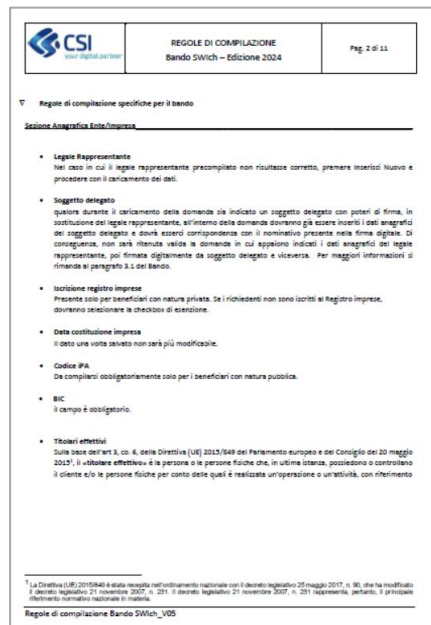 CSI
your digital partner
REGOLE DI COMPILAZIONE
Bando SWIch – Edizione 2024
Pag. 2 di 11
∇ Regole di compilazione specifiche per il bando
Sezione Anagrafica Ente/Impresa
• Legale Rappresentante
Nel caso in cui il legale rappresentante precompilato non risultasse corretto, premere Inserisci Nuovo e
procedere con il caricamento dei dati.
• Soggetto delegato
qualora durante il caricamento della domanda sia indicato un soggetto delegato con poteri di firma, in
sostituzione del legale rappresentante, all'interno della domanda dovranno già essere inseriti i dati anagrafici
del soggetto delegato e dovrà esserci corrispondenza con il nominativo presente nella firma digitale. Di
conseguenza, non sarà ritenuta valida la domanda in cui appaiono indicati i dati anagrafici del legale
rappresentante, poi firmata digitalmente da soggetto delegato e viceversa. Per maggiori informazioni si
rimanda al paragrafo 3.1 del Bando.
• Iscrizione registro imprese
Presente solo per beneficiari con natura privata. Se i richiedenti non sono iscritti al Registro imprese,
dovranno selezionare la checkbox di esenzione.
• Data costituzione impresa
Il dato una volta salvato non sarà più modificabile.
• Codice iPA
Da compilarsi obbligatoriamente solo per i beneficiari con natura pubblica.
• BIC
il campo è obbligatorio.
• Titolari effettivi
Sulla base dell'art 3, co. 6, della Direttiva (UE) 2015/849 del Parlamento europeo e del Consiglio del 20 maggio
2015¹, il «titolare effettivo» è la persona o le persone fisiche che, in ultima istanza, possiedono o controllano
il cliente e/o le persone fisiche per conto delle quali è realizzata un'operazione o un'attività, con riferimento
¹ La Direttiva (UE) 2015/849 è stata recepita nell'ordinamento nazionale con il decreto legislativo 25 maggio 2017, n. 90, che ha modificato
il decreto legislativo 21 novembre 2007, n. 231. Il decreto legislativo 21 novembre 2007, n. 231 rappresenta, pertanto, il principale
riferimento normativo nazionale in materia.
Regole di compilazione Bando SWIch_V05